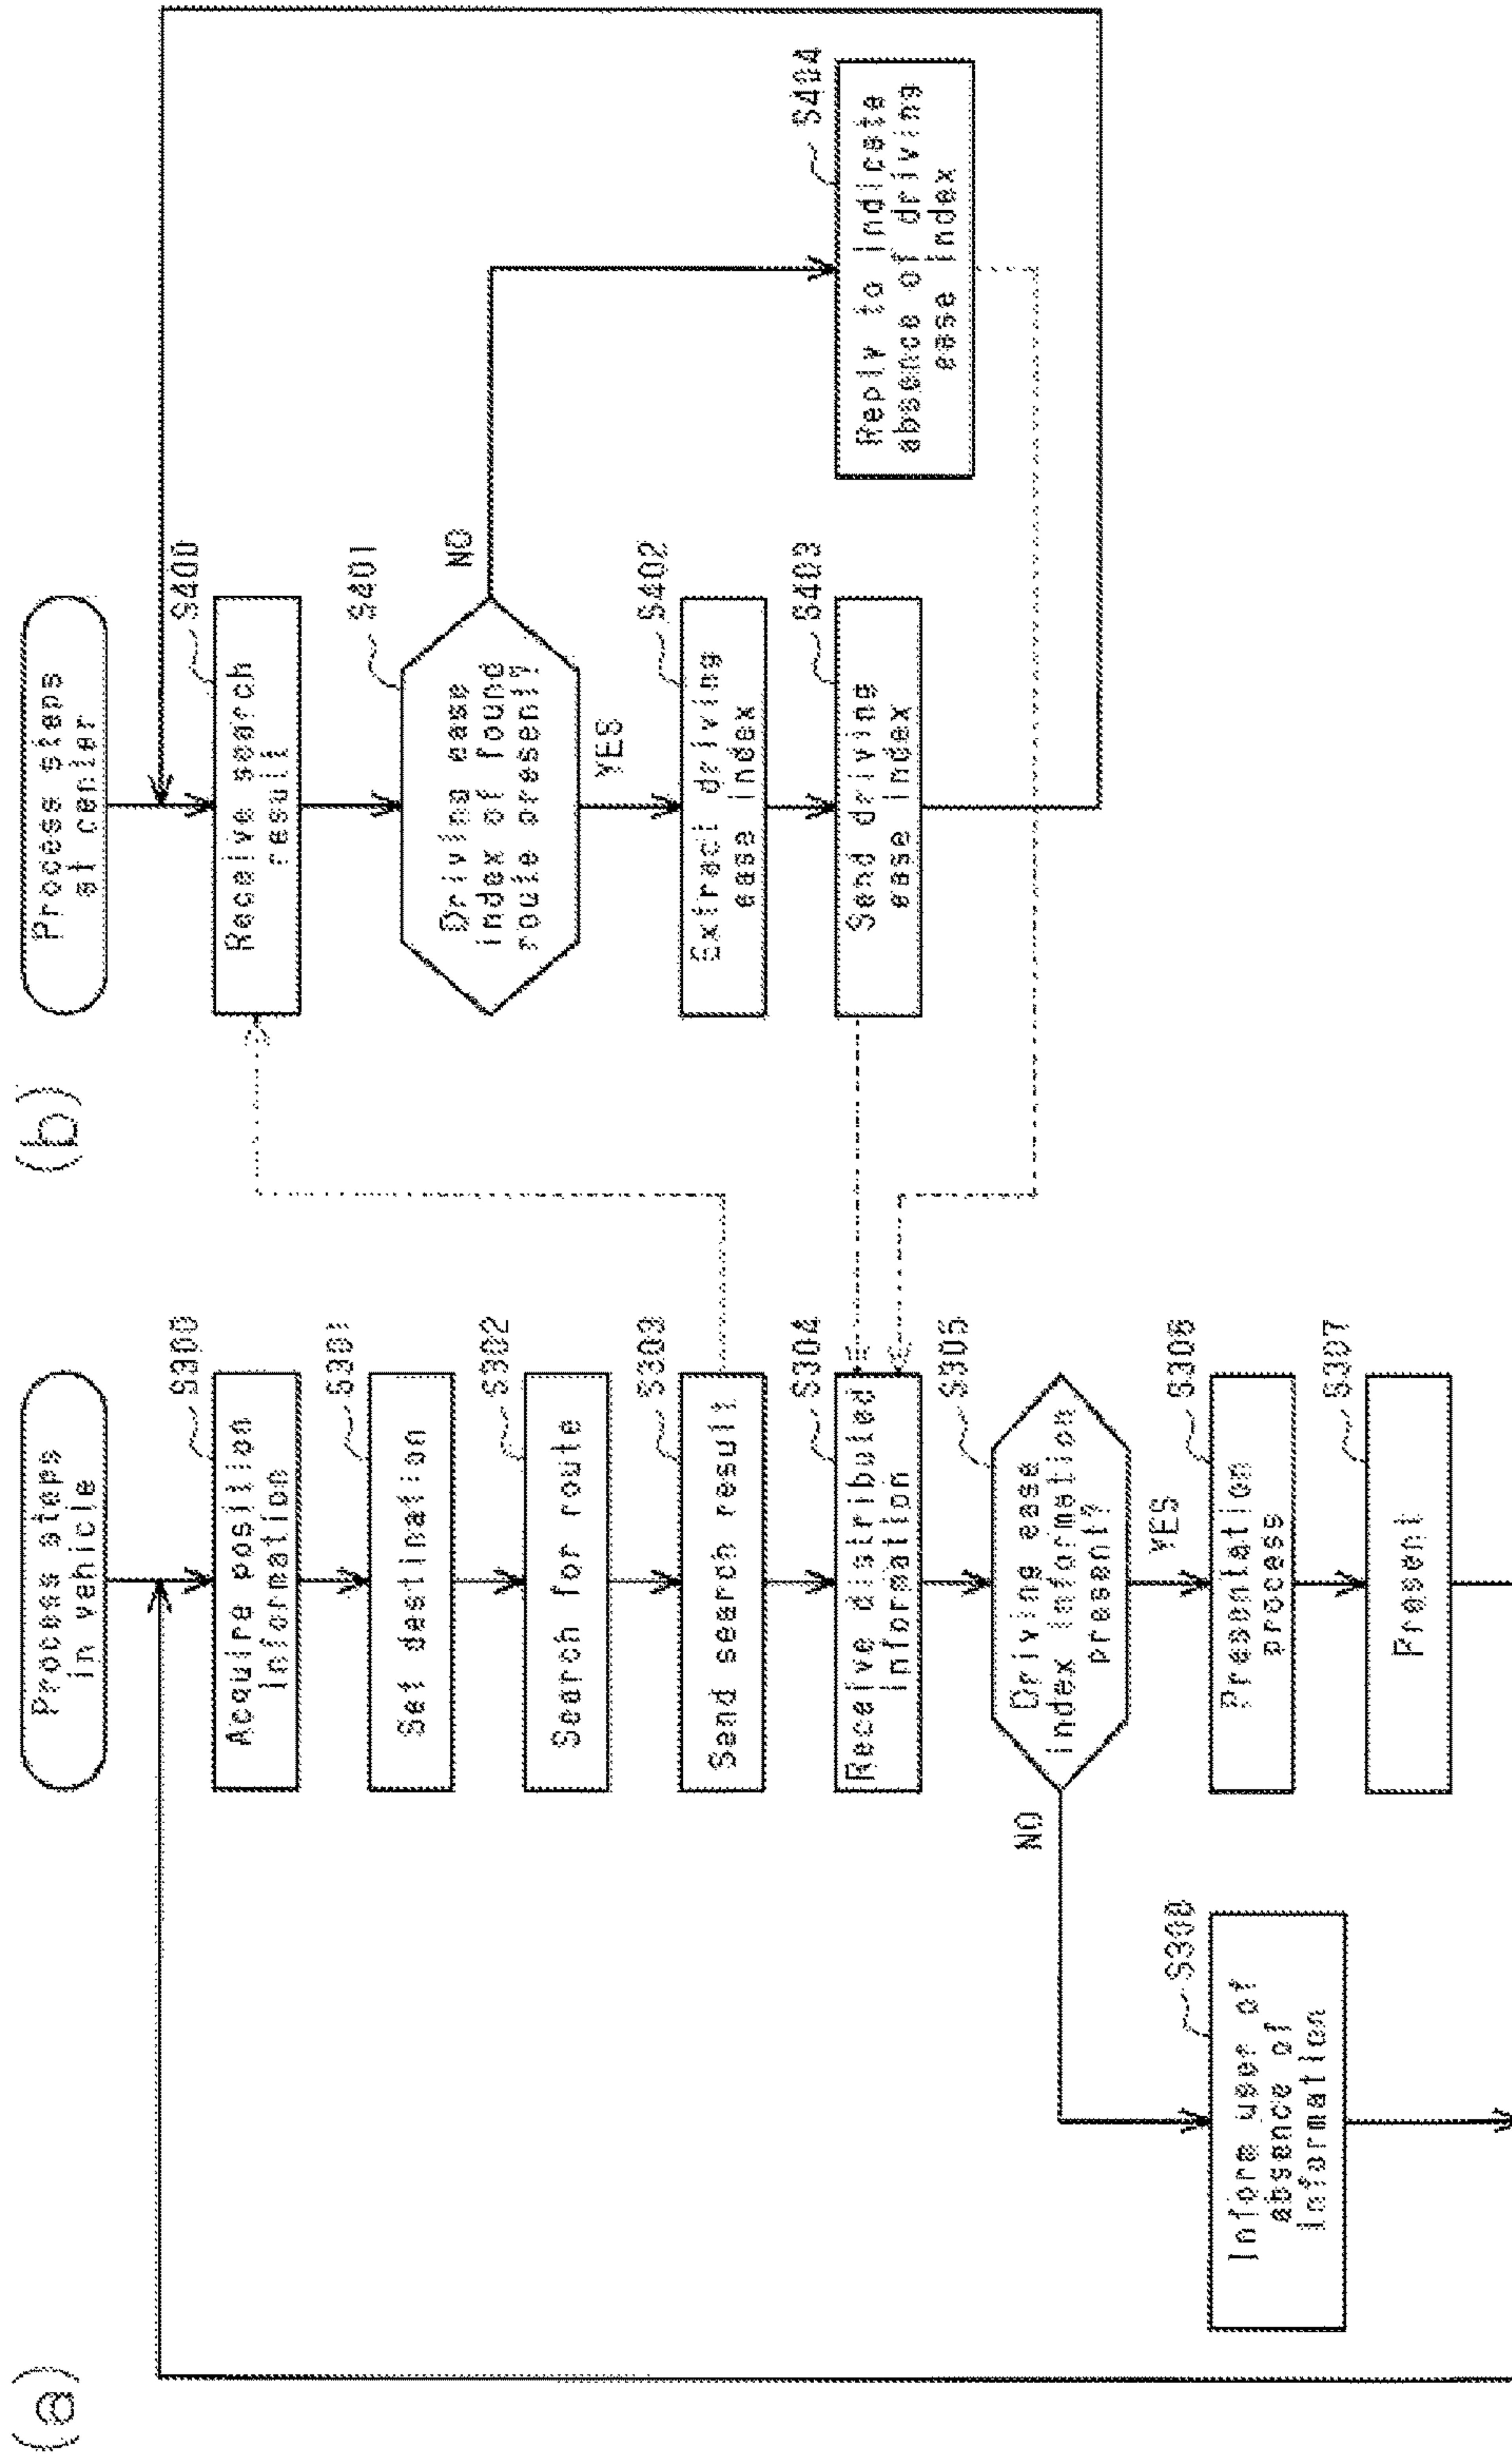 (a)
Process steps
in vehicle
S300
Acquire position
information
S301
Set destination
S302
Search for route
S303
Send search result
S304
Receive distributed
information
S305
Driving ease
index information
present?
NO
YES
S306
Presentation
process
S307
Present
S308
Inform user of
absence of
information
(b)
Process steps
at center
S400
Receive search
result
S401
Driving ease
index of found
route present?
NO
YES
S402
Extract driving
ease index
S403
Send driving
ease index
S404
Reply to indicate
absence of driving
ease index